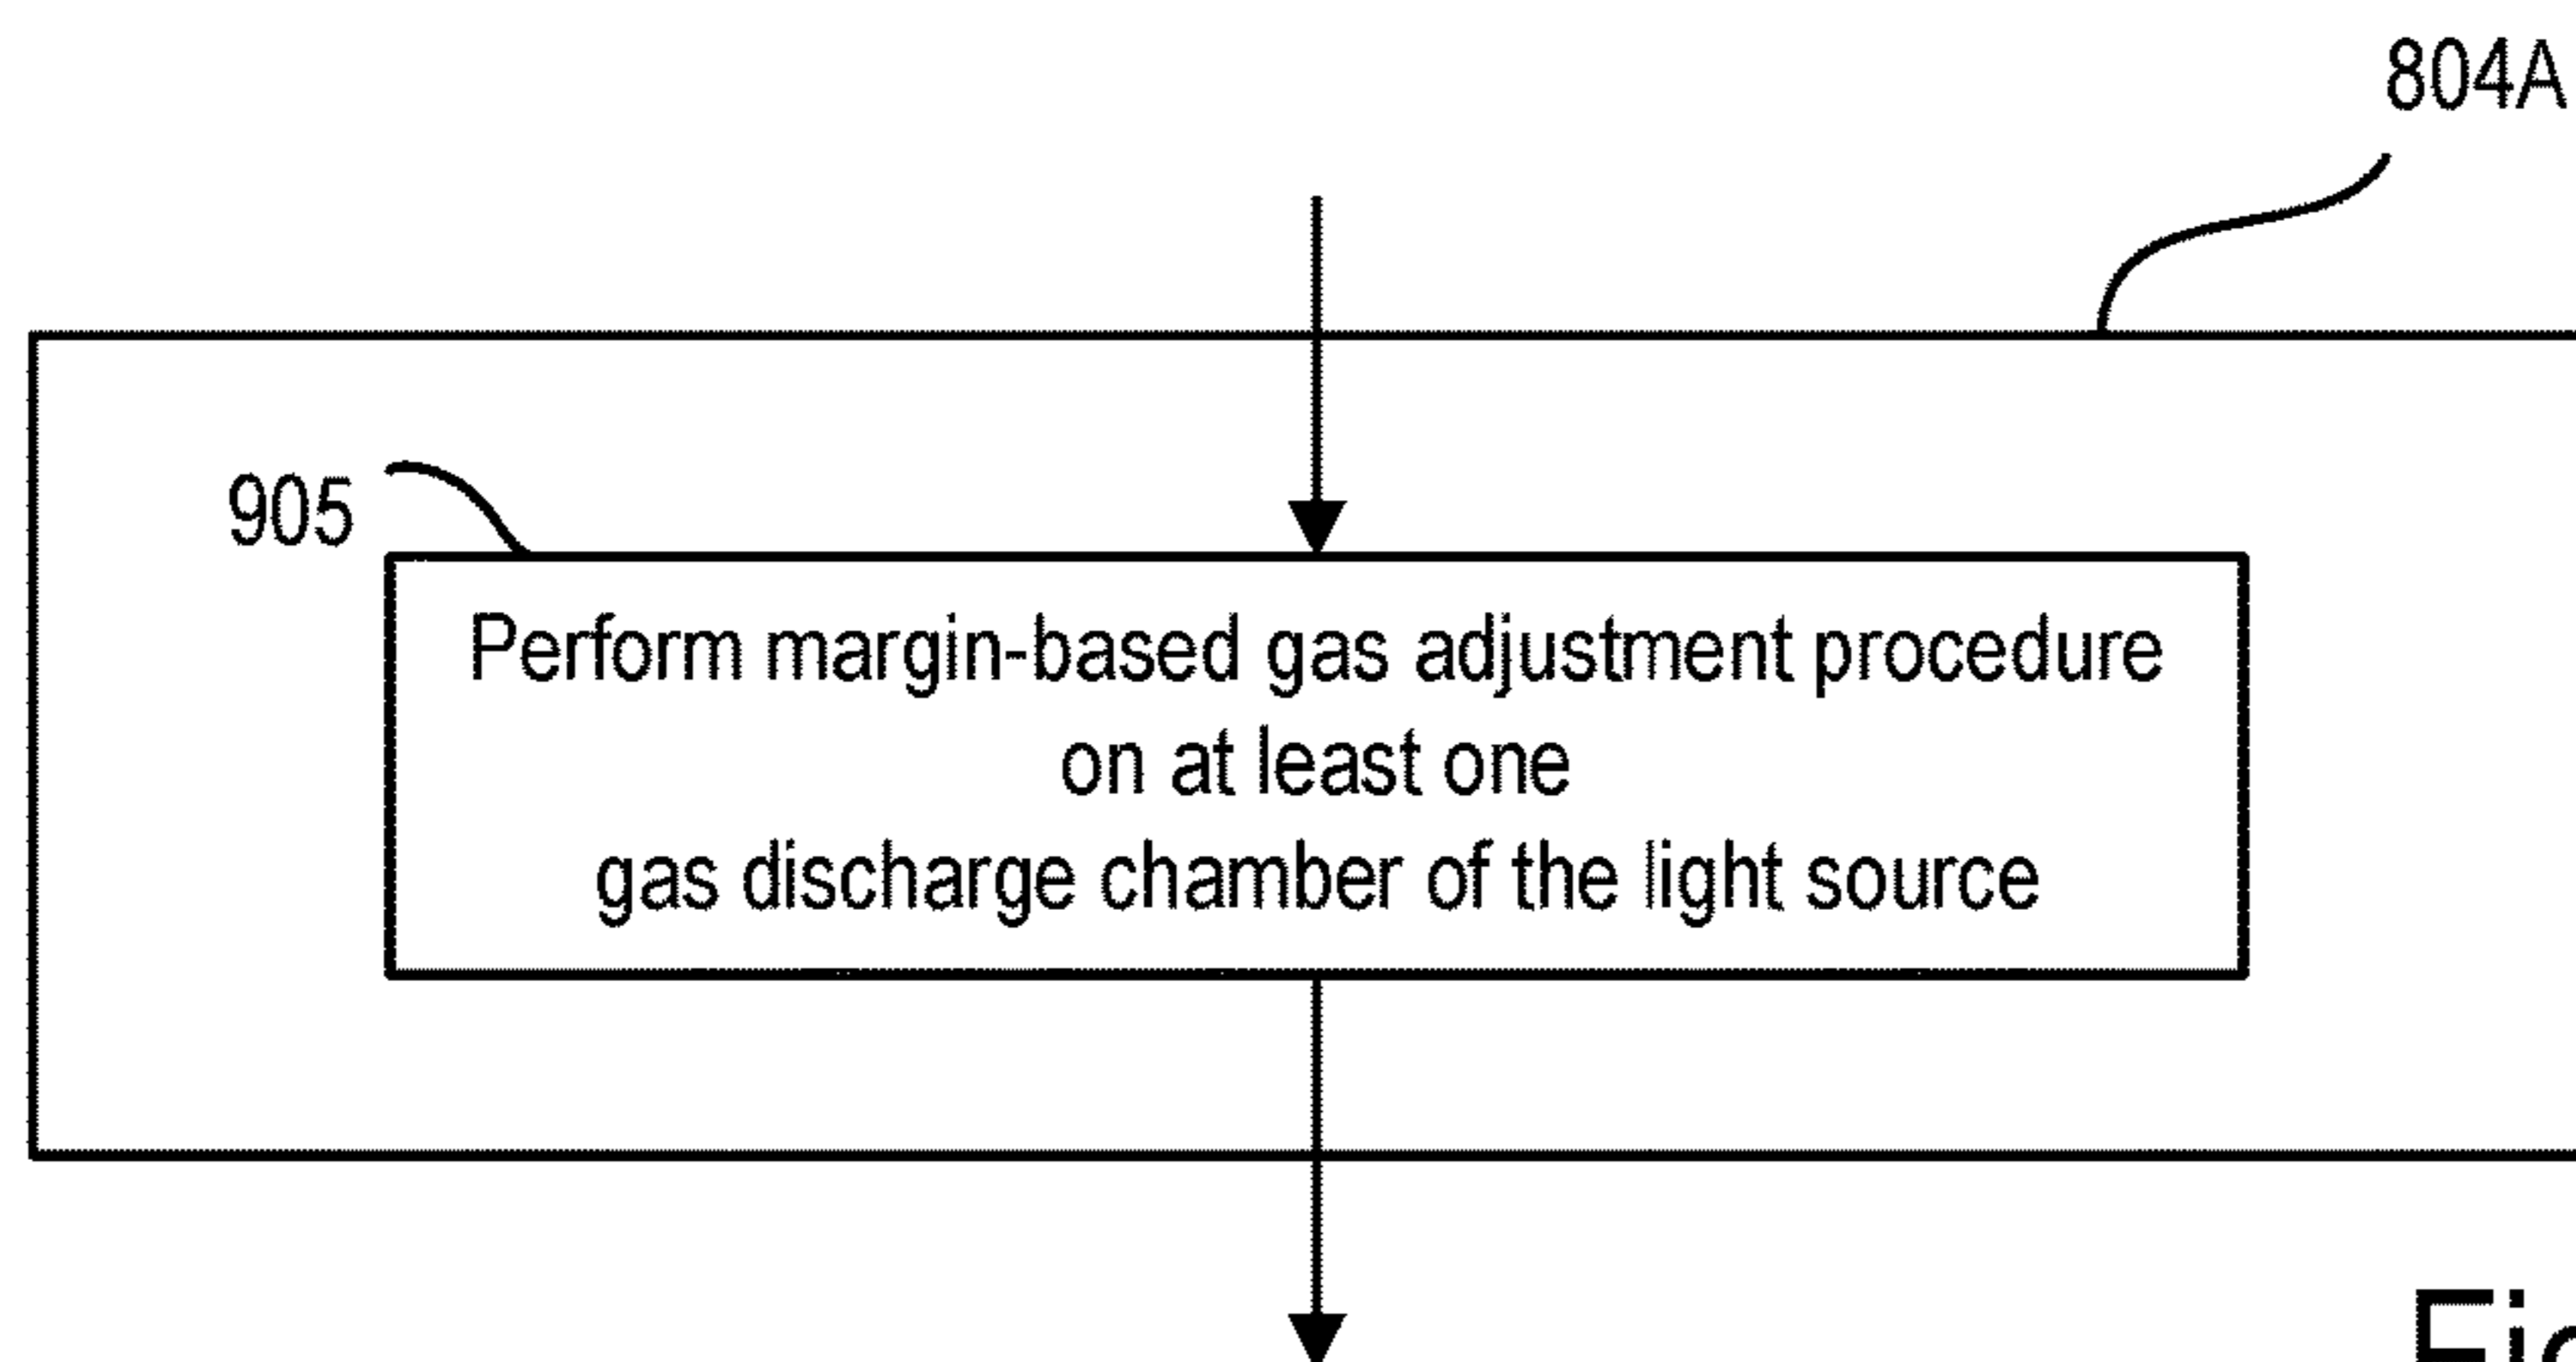 804A
905
Perform margin-based gas adjustment procedure
on at least one
gas discharge chamber of the light source